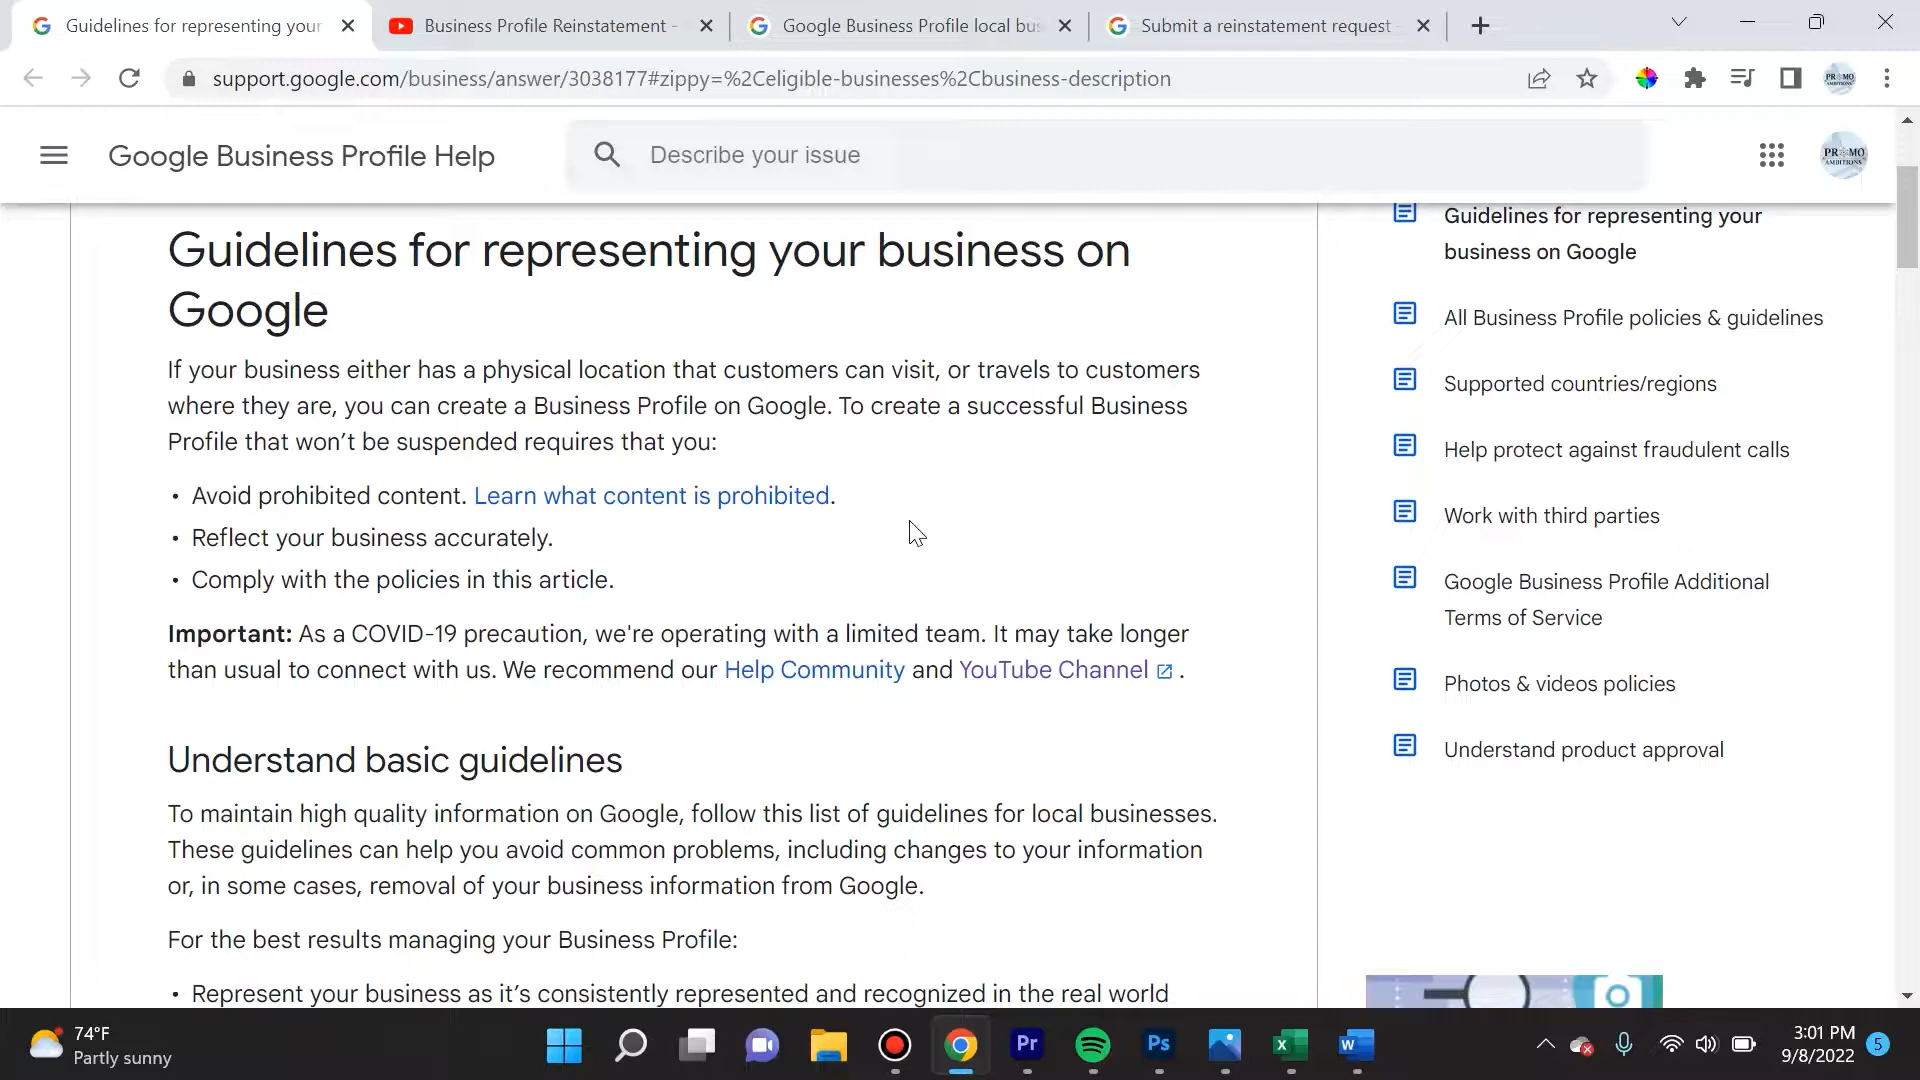 Guidelines for representing your
Business Profile Reinstatement -
Google Business Profile local bus
Submit a reinstatement request -
support.google.com/business/answer/3038177#zippy=%2Celigible-businesses%2Cbusiness-description
PROMO
AMBITIONS
Google Business Profile Help
Describe your issue
PROMO
AMBITIONS
Guidelines for representing your business on
Google
If your business either has a physical location that customers can visit, or travels to customers
where they are, you can create a Business Profile on Google. To create a successful Business
Profile that won’t be suspended requires that you:
• Avoid prohibited content. Learn what content is prohibited.
• Reflect your business accurately.
• Comply with the policies in this article.
Important: As a COVID-19 precaution, we're operating with a limited team. It may take longer
than usual to connect with us. We recommend our Help Community and YouTube Channel .
Understand basic guidelines
To maintain high quality information on Google, follow this list of guidelines for local businesses.
These guidelines can help you avoid common problems, including changes to your information
or, in some cases, removal of your business information from Google.
For the best results managing your Business Profile:
• Represent your business as it’s consistently represented and recognized in the real world
Guidelines for representing your
business on Google
All Business Profile policies & guidelines
Supported countries/regions
Help protect against fraudulent calls
Work with third parties
Google Business Profile Additional
Terms of Service
Photos & videos policies
Understand product approval
74°F
Partly sunny
Pr
Ps
X
W
3:01 PM
9/8/2022
5